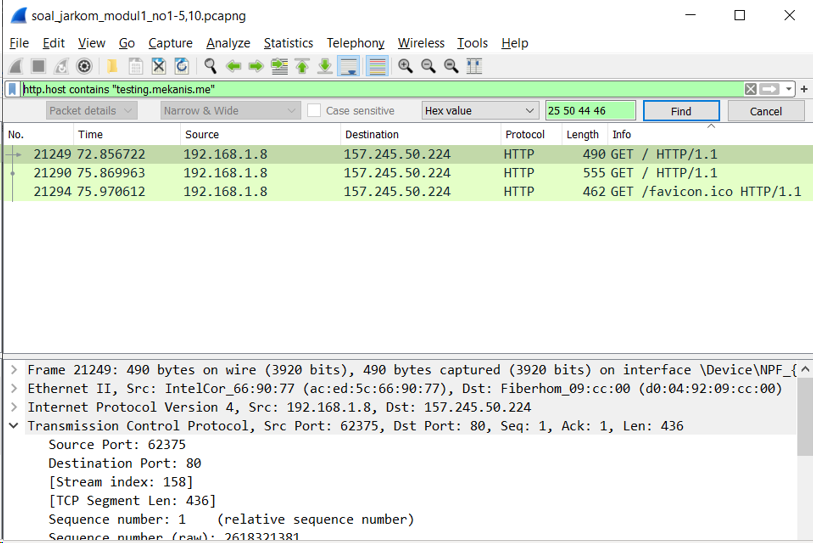 soal_jarkom_modul1_no1-5,10.pcapng
File Edit View Go Capture Analyze Statistics Telephony Wireless Tools Help
http.host contains "testing.mekanis.me"
Packet details Narrow & Wide Case sensitive Hex value 25 50 44 46 Find Cancel
No. Time Source Destination Protocol Length Info
21249 72.856722 192.168.1.8 157.245.50.224 HTTP 490 GET / HTTP/1.1
21290 75.869963 192.168.1.8 157.245.50.224 HTTP 555 GET / HTTP/1.1
21294 75.970612 192.168.1.8 157.245.50.224 HTTP 462 GET /favicon.ico HTTP/1.1
Frame 21249: 490 bytes on wire (3920 bits), 490 bytes captured (3920 bits) on interface \Device\NPF_{
Ethernet II, Src: IntelCor_66:90:77 (ac:ed:5c:66:90:77), Dst: Fiberhom_09:cc:00 (d0:04:92:09:cc:00)
Internet Protocol Version 4, Src: 192.168.1.8, Dst: 157.245.50.224
Transmission Control Protocol, Src Port: 62375, Dst Port: 80, Seq: 1, Ack: 1, Len: 436
Source Port: 62375
Destination Port: 80
[Stream index: 158]
[TCP Segment Len: 436]
Sequence number: 1 (relative sequence number)
Sequence number (raw): 2618321381